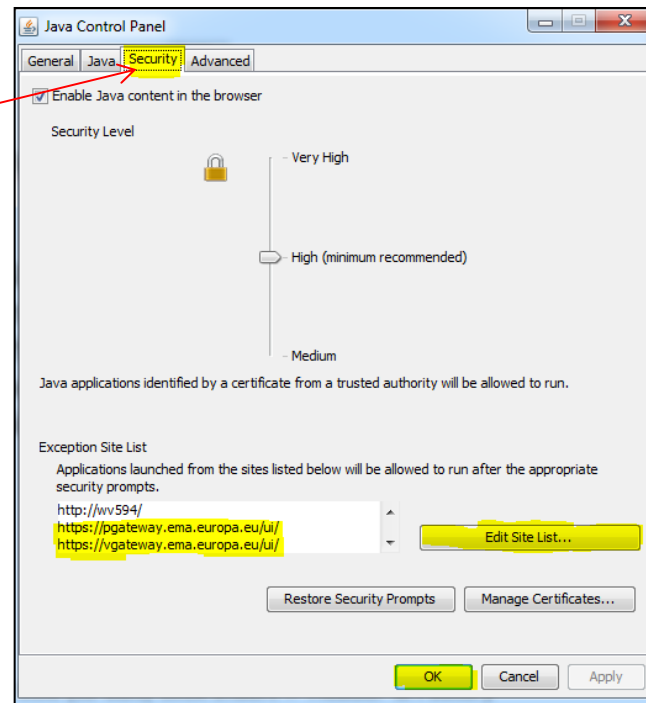 Java Control Panel
General Java Security Advanced
Enable Java content in the browser
Security Level
Very High
High (minimum recommended)
Medium
Java applications identified by a certificate from a trusted authority will be allowed to run.
Exception Site List
Applications launched from the sites listed below will be allowed to run after the appropriate
security prompts.
http://wv594/
https://pgateway.ema.europa.eu/ui/
https://vgateway.ema.europa.eu/ui/
Edit Site List...
Restore Security Prompts Manage Certificates...
OK Cancel Apply